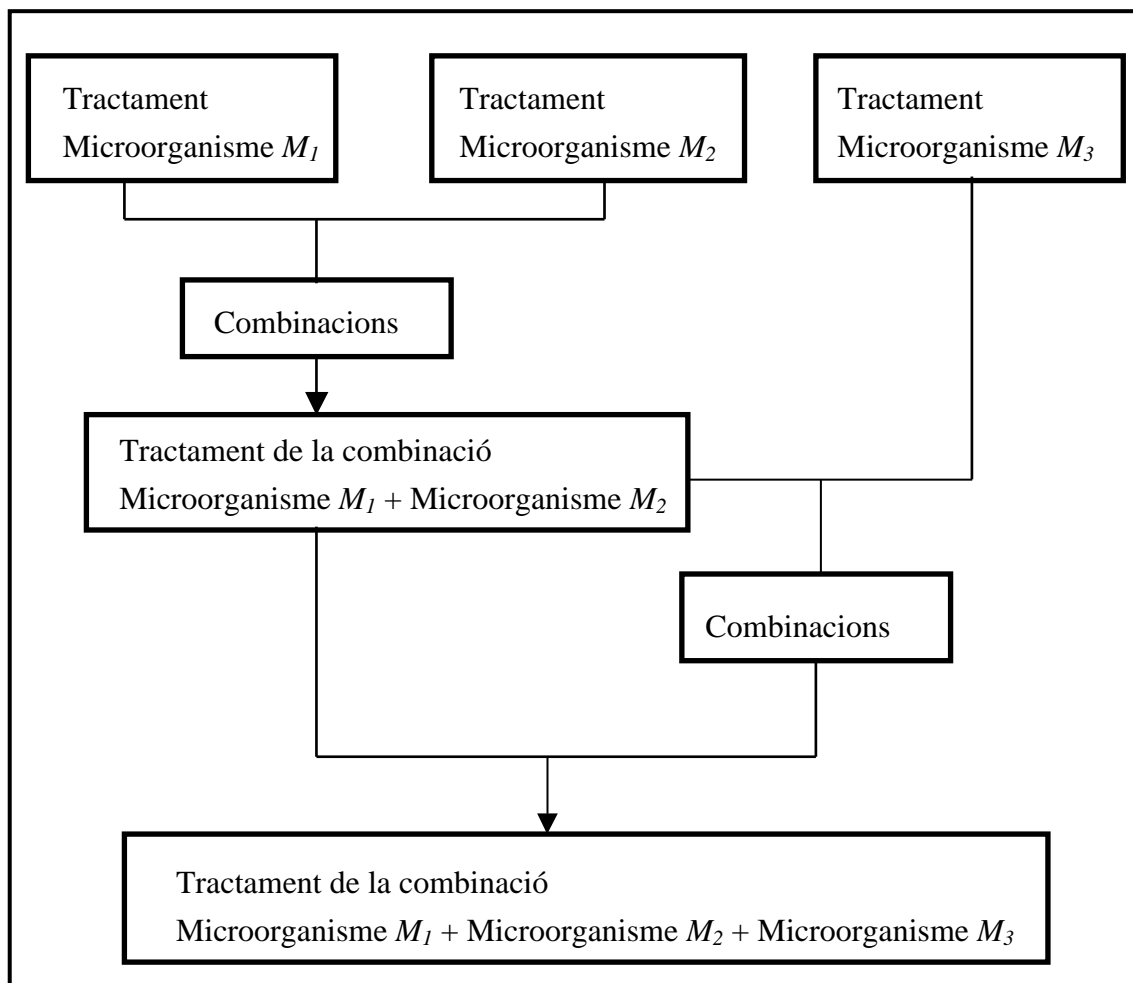 Tractament
Microorganisme M1
Tractament
Microorganisme M2
Tractament
Microorganisme M3
Combinacions
Tractament de la combinació
Microorganisme M1 + Microorganisme M2
Combinacions
Tractament de la combinació
Microorganisme M1 + Microorganisme M2 + Microorganisme M3